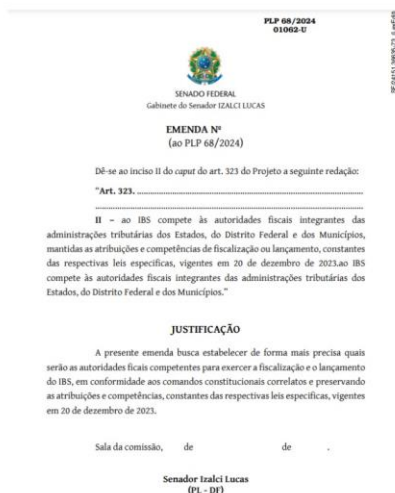 PLP 68/2024
01062-U
SENADO FEDERAL
Gabinete do Senador IZALCI LUCAS
EMENDA Nº
(ao PLP 68/2024)
Dê-se ao inciso II do caput do art. 323 do Projeto a seguinte redação:
"Art. 323. ....................................................................
....................................................................................
II – ao IBS compete às autoridades fiscais integrantes das
administrações tributárias dos Estados, do Distrito Federal e dos Municípios,
mantidas as atribuições e competências de fiscalização ou lançamento, constantes
das respectivas leis específicas, vigentes em 20 de dezembro de 2023.ao IBS
compete às autoridades fiscais integrantes das administrações tributárias dos
Estados, do Distrito Federal e dos Municípios."
JUSTIFICAÇÃO
A presente emenda busca estabelecer de forma mais precisa quais
serão as autoridades ficais competentes para exercer a fiscalização e o lançamento
do IBS, em conformidade aos comandos constitucionais correlatos e preservando
as atribuições e competências, constantes das respectivas leis específicas, vigentes
em 20 de dezembro de 2023.
Sala da comissão, de de .
Senador Izalci Lucas
(PL - DF)